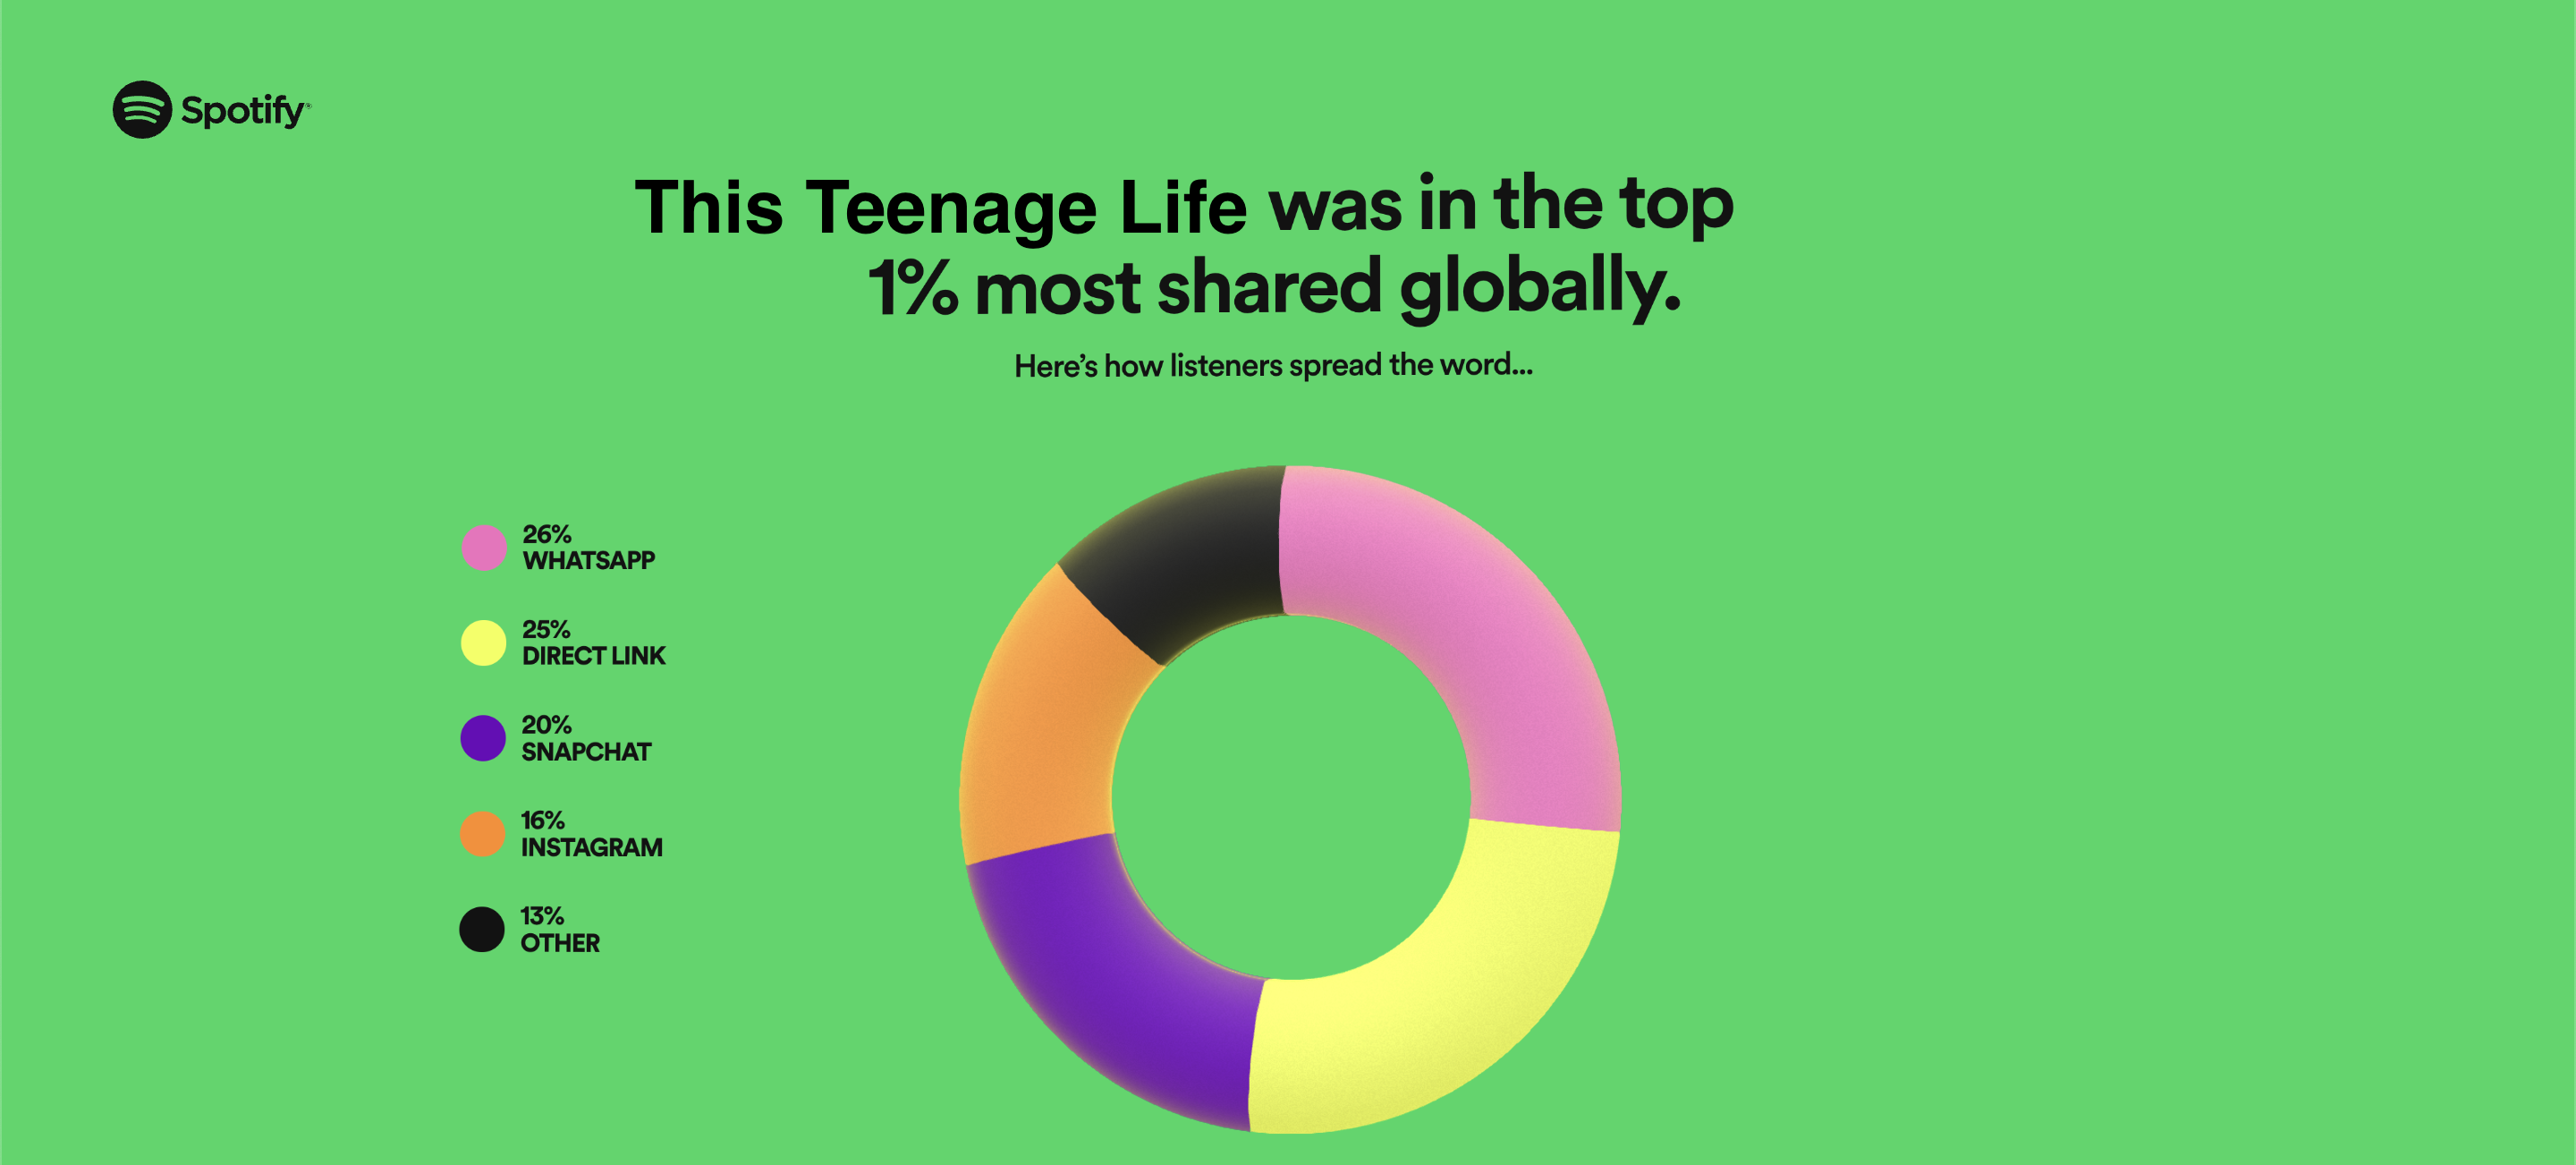 Spotify®
This Teenage Life was in the top
1% most shared globally.
Here’s how listeners spread the word...
26%
WHATSAPP
25%
DIRECT LINK
20%
SNAPCHAT
16%
INSTAGRAM
13%
OTHER